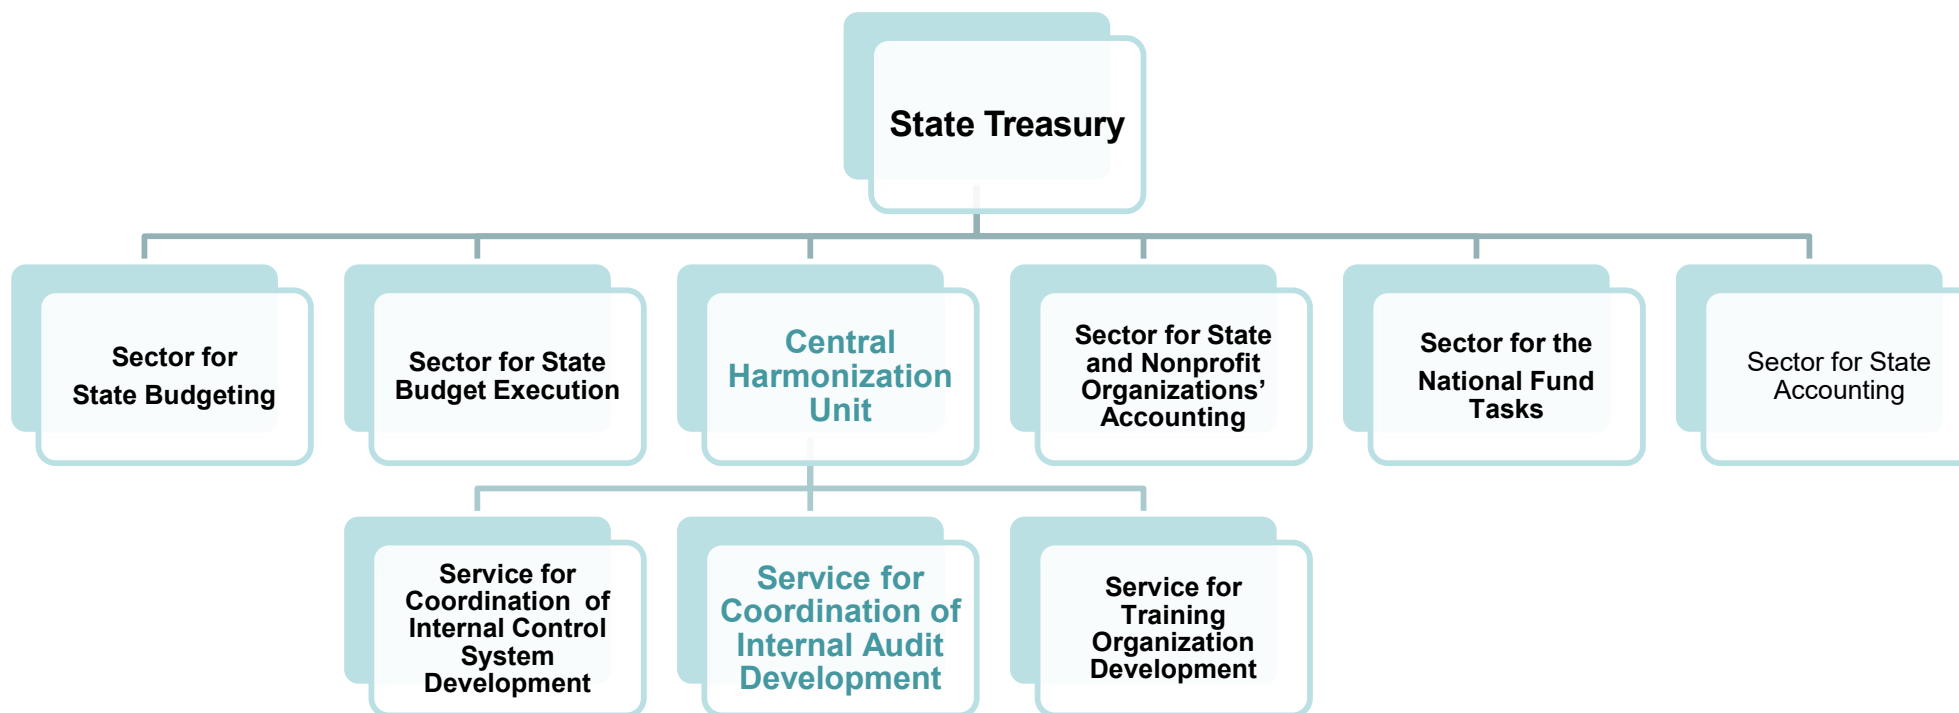 State Treasury
Sector for
State Budgeting
Sector for State
Budget Execution
Central
Harmonization
Unit
Sector for State
and Nonprofit
Organizations’
Accounting
Sector for the
National Fund
Tasks
Sector for State
Accounting
Service for
Coordination of
Internal Control
System
Development
Service for
Coordination of
Internal Audit
Development
Service for
Training
Organization
Development